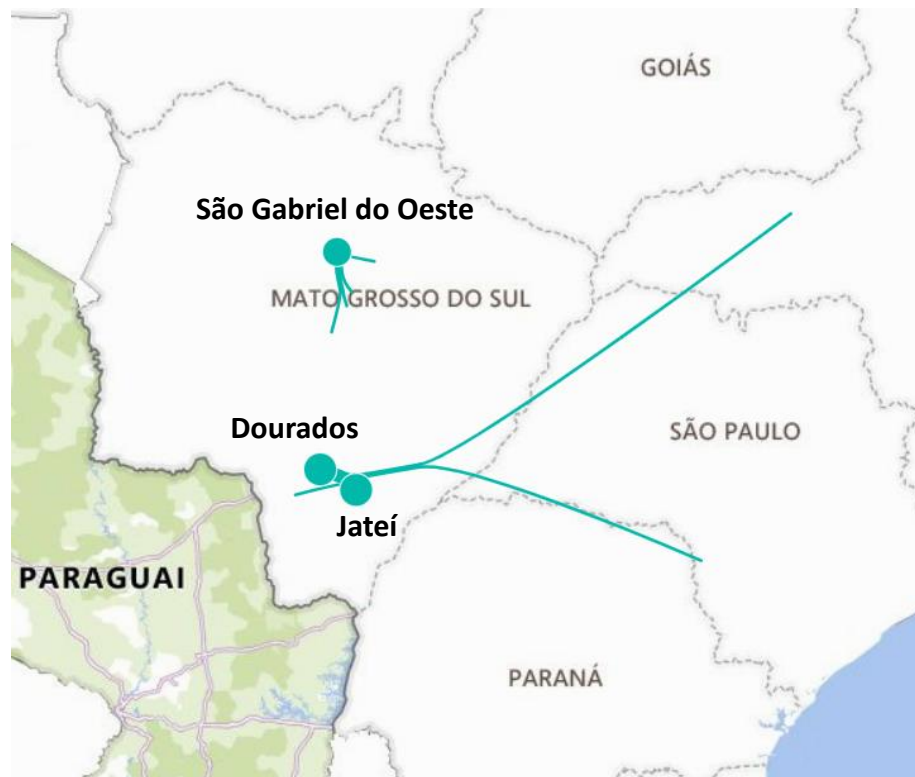 GOIÁS
São Gabriel do Oeste
MATO GROSSO DO SUL
Dourados
SÃO PAULO
Jateí
PARAGUAI
PARANÁ